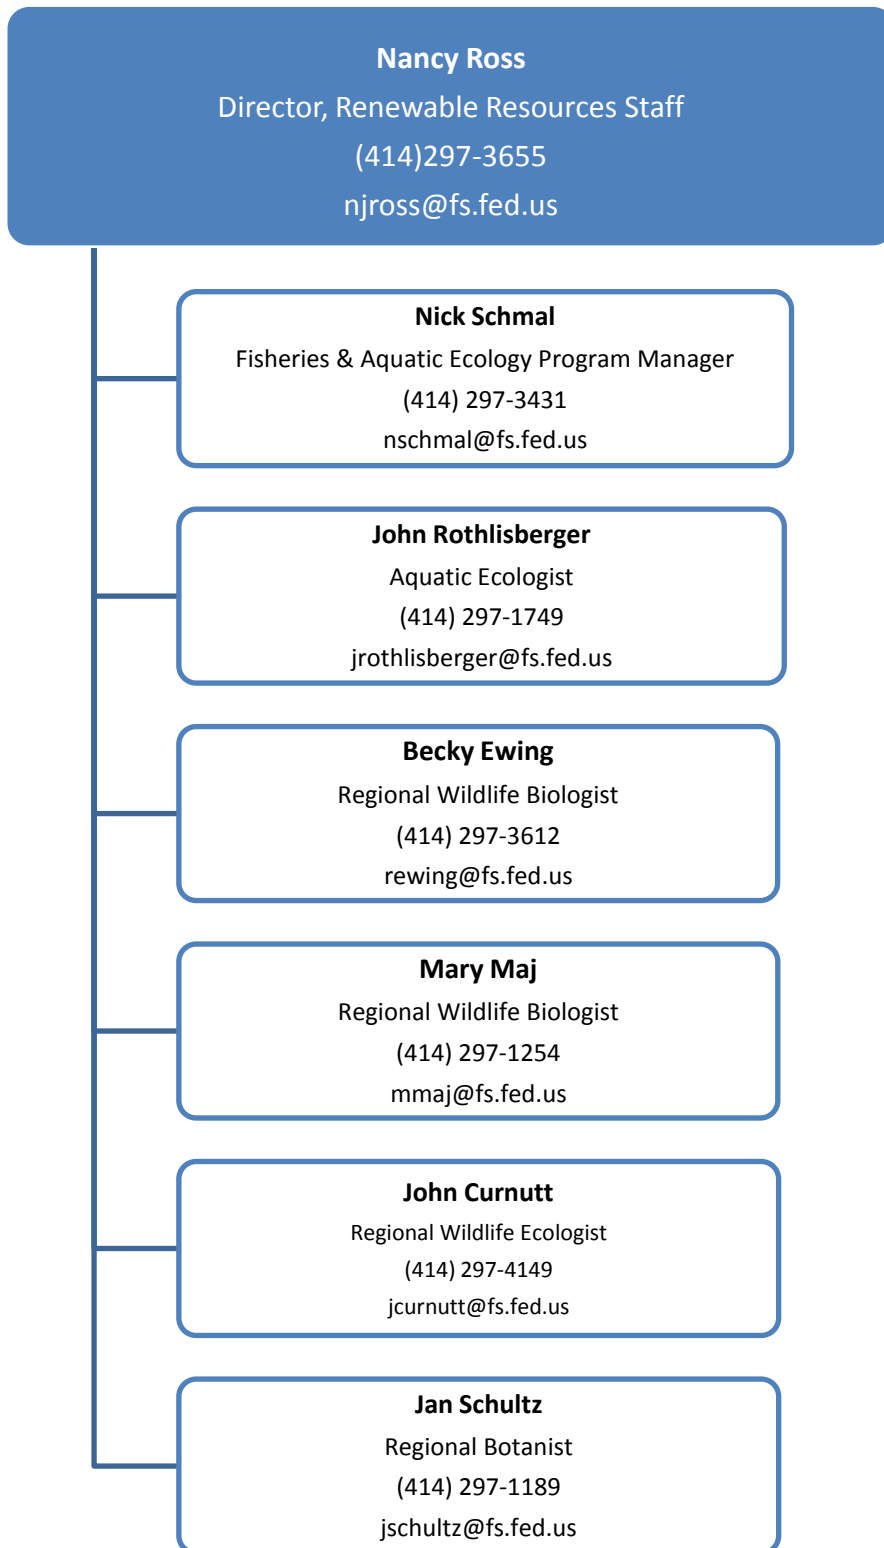 Nancy Ross
Director, Renewable Resources Staff
(414)297-3655
njross@fs.fed.us
Nick Schmal
Fisheries & Aquatic Ecology Program Manager
(414) 297-3431
nschmal@fs.fed.us
John Rothlisberger
Aquatic Ecologist
(414) 297-1749
jrothlisberger@fs.fed.us
Becky Ewing
Regional Wildlife Biologist
(414) 297-3612
rewing@fs.fed.us
Mary Maj
Regional Wildlife Biologist
(414) 297-1254
mmaj@fs.fed.us
John Curnutt
Regional Wildlife Ecologist
(414) 297-4149
jcurnutt@fs.fed.us
Jan Schultz
Regional Botanist
(414) 297-1189
jschultz@fs.fed.us